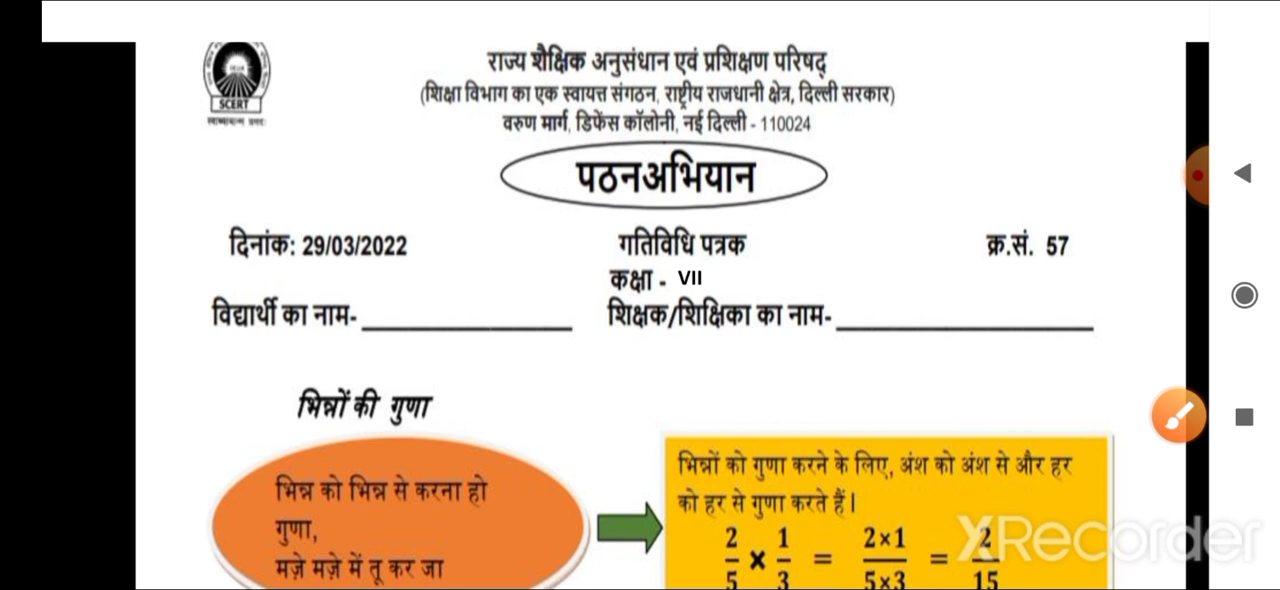 SCERT
राज्य शैक्षिक अनुसंधान एवं प्रशिक्षण परिषद्
(शिक्षा विभाग का एक स्वायत्त संगठन, राष्ट्रीय राजधानी क्षेत्र, दिल्ली सरकार)
वरुण मार्ग, डिफेंस कॉलोनी, नई दिल्ली - 110024
पठनअभियान
दिनांक: 29/03/2022 गतिविधि पत्रक क्र.सं. 57
कक्षा - VII
विद्यार्थी का नाम- शिक्षक/शिक्षिका का नाम-
भिन्नों की गुणा
भिन्न को भिन्न से करना हो
गुणा,
मज़े मज़े में तू कर जा
भिन्नों को गुणा करने के लिए, अंश को अंश से और हर
को हर से गुणा करते हैं।
2/5 × 1/3 = 2×1/5×3 = 2/15
XRecorder